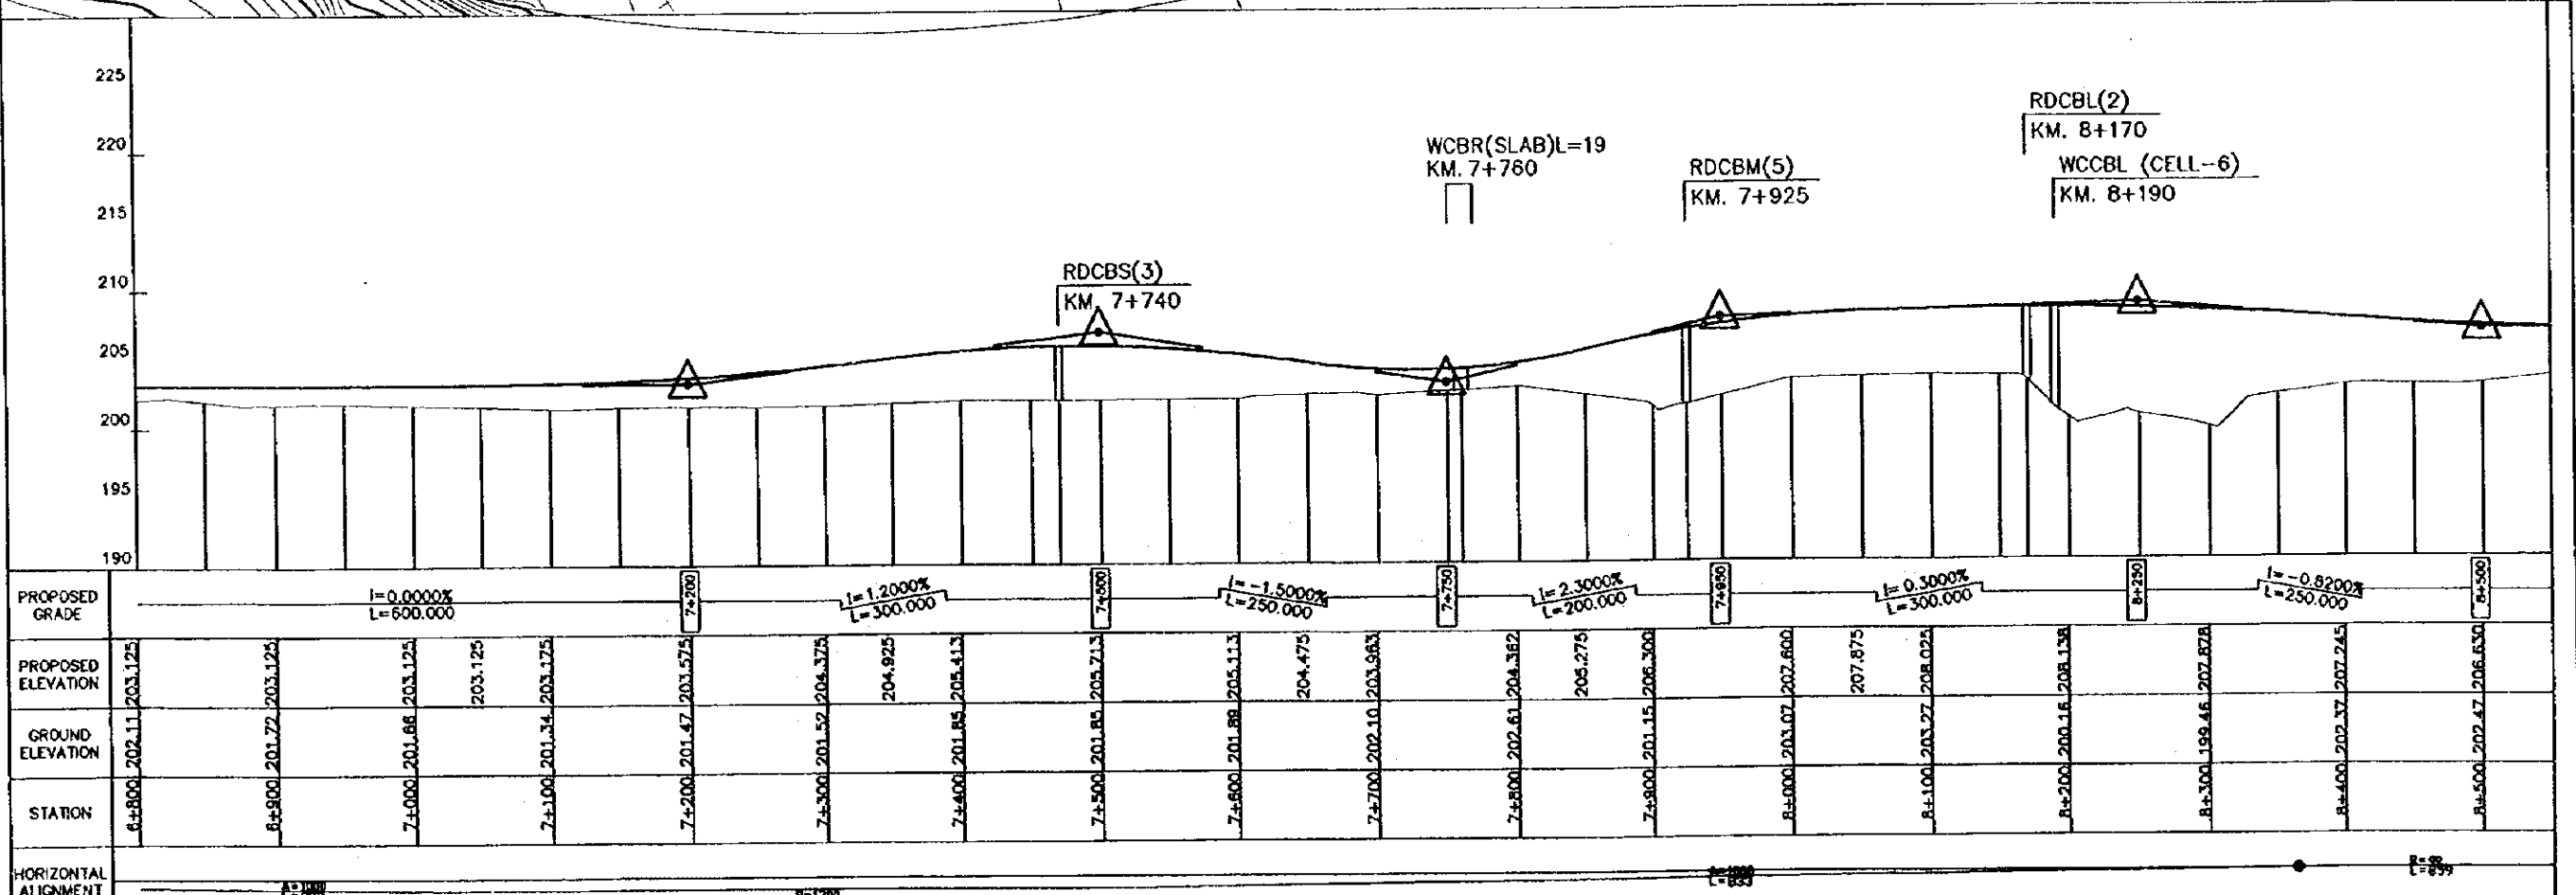 225
220
215
210
205
200
195
190
RDCBS(3)
KM. 7+740
WCBR(SLAB)L=19
KM. 7+760
RDCBM(5)
KM. 7+925
RDCBL(2)
KM. 8+170
WCCBL (CELL-6)
KM. 8+190
PROPOSED
GRADE
I=0.0000%
L=600.000
7+200
I=1.2000%
L=300.000
7+500
I=-1.5000%
L=250.000
7+750
I=2.3000%
L=200.000
7+950
I=0.3000%
L=300.000
8+250
I=-0.8200%
L=250.000
8+500
PROPOSED
ELEVATION
203.125 203.125 203.125 203.125 203.175 203.575 204.375 204.925 205.413 205.713 205.113 204.475 203.963 204.362 205.275 206.300 207.600 207.875 208.025 208.138 207.878 207.245 206.630
GROUND
ELEVATION
202.11 201.72 201.66 201.34 201.47 201.52 201.85 201.85 201.89 202.10 202.61 201.15 203.07 203.27 200.16 199.46 202.37 202.47
STATION
6+800 6+900 7+000 7+100 7+200 7+300 7+400 7+500 7+600 7+700 7+800 7+900 8+000 8+100 8+200 8+300 8+400 8+500
HORIZONTAL
ALIGNMENT
L=833
L=859